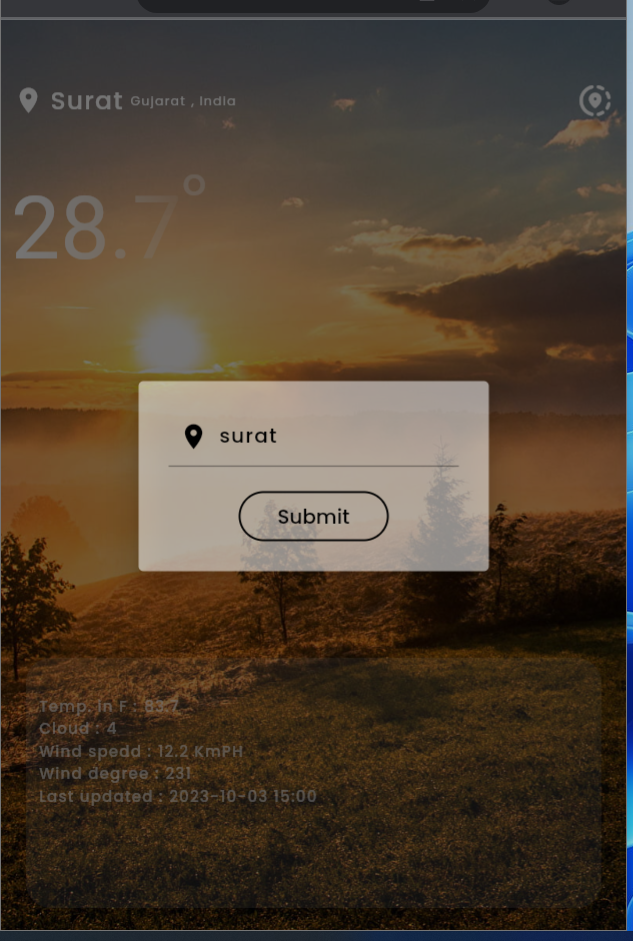 Surat Gujarat , India
28.7°
surat
Submit
Temp. in F : 83.7
Cloud : 4
Wind spedd : 12.2 KmPH
Wind degree : 231
Last updated : 2023-10-03 15:00